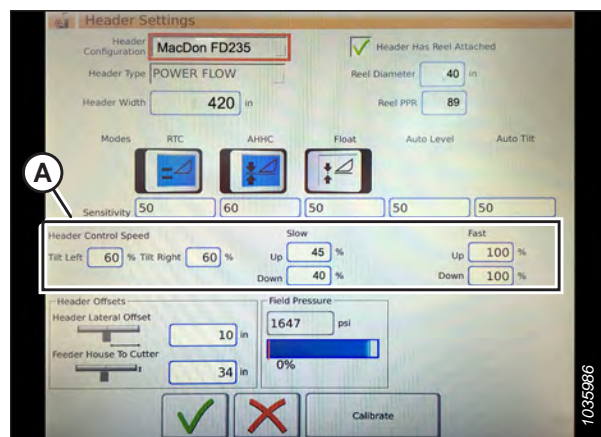 Header Settings
Header Configuration MacDon FD235 Header Has Reel Attached
Header Type POWER FLOW Reel Diameter 40 in
Header Width 420 in Reel PPR 89
Modes RTC AHHC Float Auto Level Auto Tilt
A
Sensitivity 50 60 50 50 50
Header Control Speed Slow Fast
Tilt Left 60 % Tilt Right 60 % Up 45 % Up 100 %
Down 40 % Down 100 %
Header Offsets Field Pressure
Header Lateral Offset 10 in 1647 psi
Feeder House To Cutter 34 in 0%
Calibrate
1035986